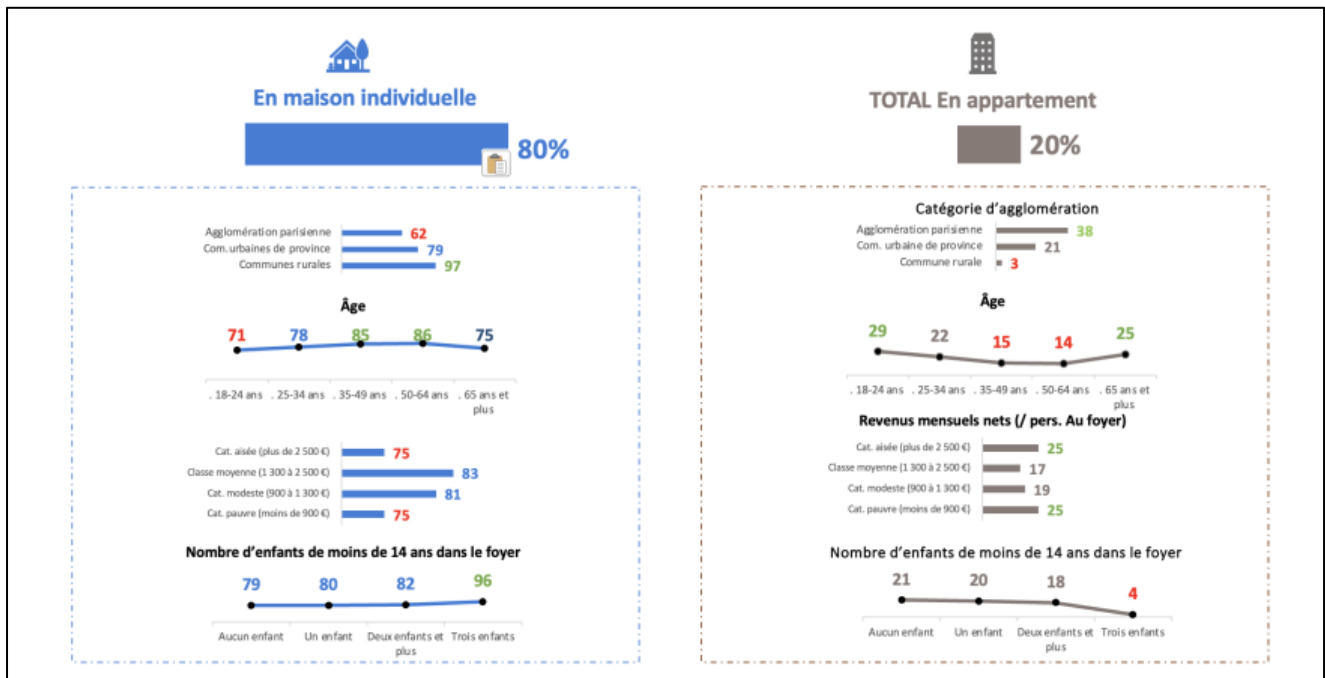 En maison individuelle
80%
Agglomération parisienne 62
Com. urbaines de province 79
Communes rurales 97
Âge
71 78 85 86 75
. 18-24 ans . 25-34 ans . 35-49 ans . 50-64 ans . 65 ans et
plus
Cat. aisée (plus de 2 500 €) 75
Classe moyenne (1 300 à 2 500 €) 83
Cat. modeste (900 à 1 300 €) 81
Cat. pauvre (moins de 900 €) 75
Nombre d'enfants de moins de 14 ans dans le foyer
79 80 82 96
Aucun enfant Un enfant Deux enfants et Trois enfants
plus
TOTAL En appartement
20%
Catégorie d'agglomération
Agglomération parisienne 38
Com. urbaine de province 21
Commune rurale 3
Âge
29 22 15 14 25
. 18-24 ans . 25-34 ans . 35-49 ans . 50-64 ans . 65 ans et
plus
Revenus mensuels nets (/ pers. Au foyer)
Cat. aisée (plus de 2 500 €) 25
Classe moyenne (1 300 à 2 500 €) 17
Cat. modeste (900 à 1 300 €) 19
Cat. pauvre (moins de 900 €) 25
Nombre d'enfants de moins de 14 ans dans le foyer
21 20 18 4
Aucun enfant Un enfant Deux enfants et Trois enfants
plus